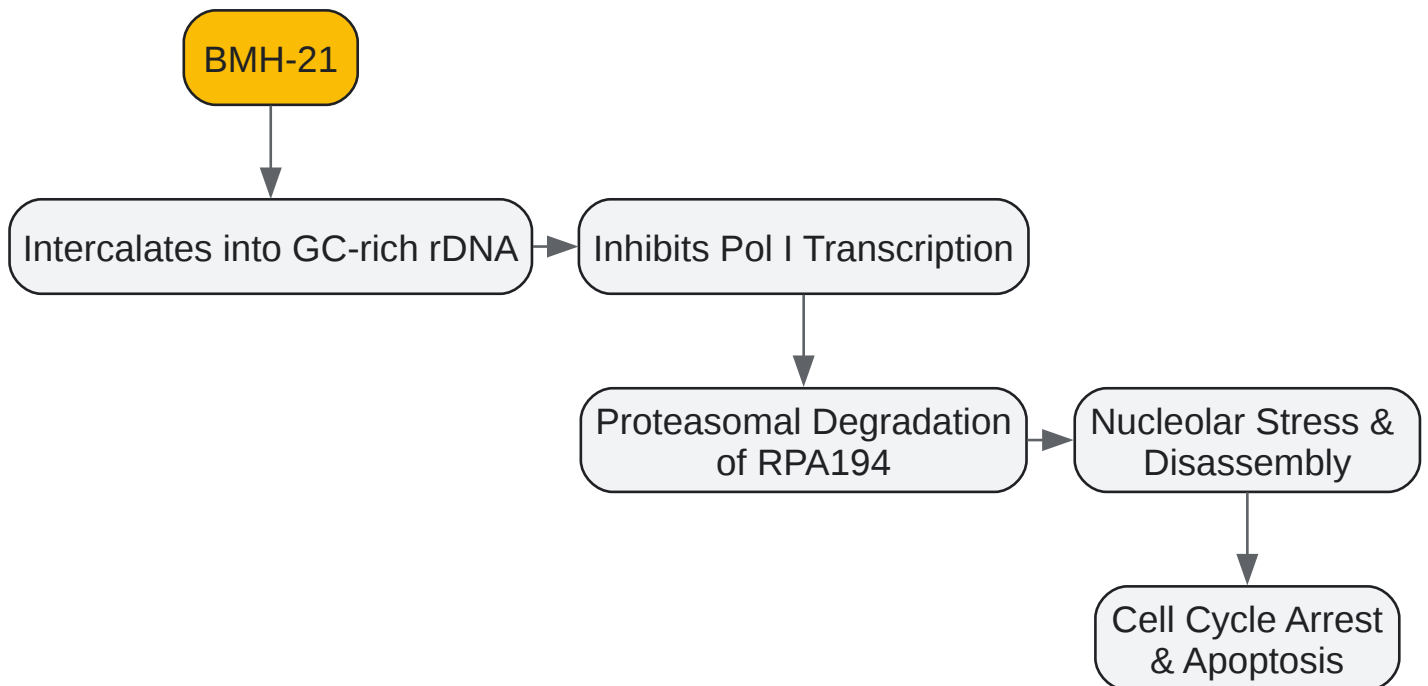 BMH-21
Intercalates into GC-rich rDNA
Inhibits Pol I Transcription
Proteasomal Degradation
of RPA194
Nucleolar Stress &
Disassembly
Cell Cycle Arrest
& Apoptosis